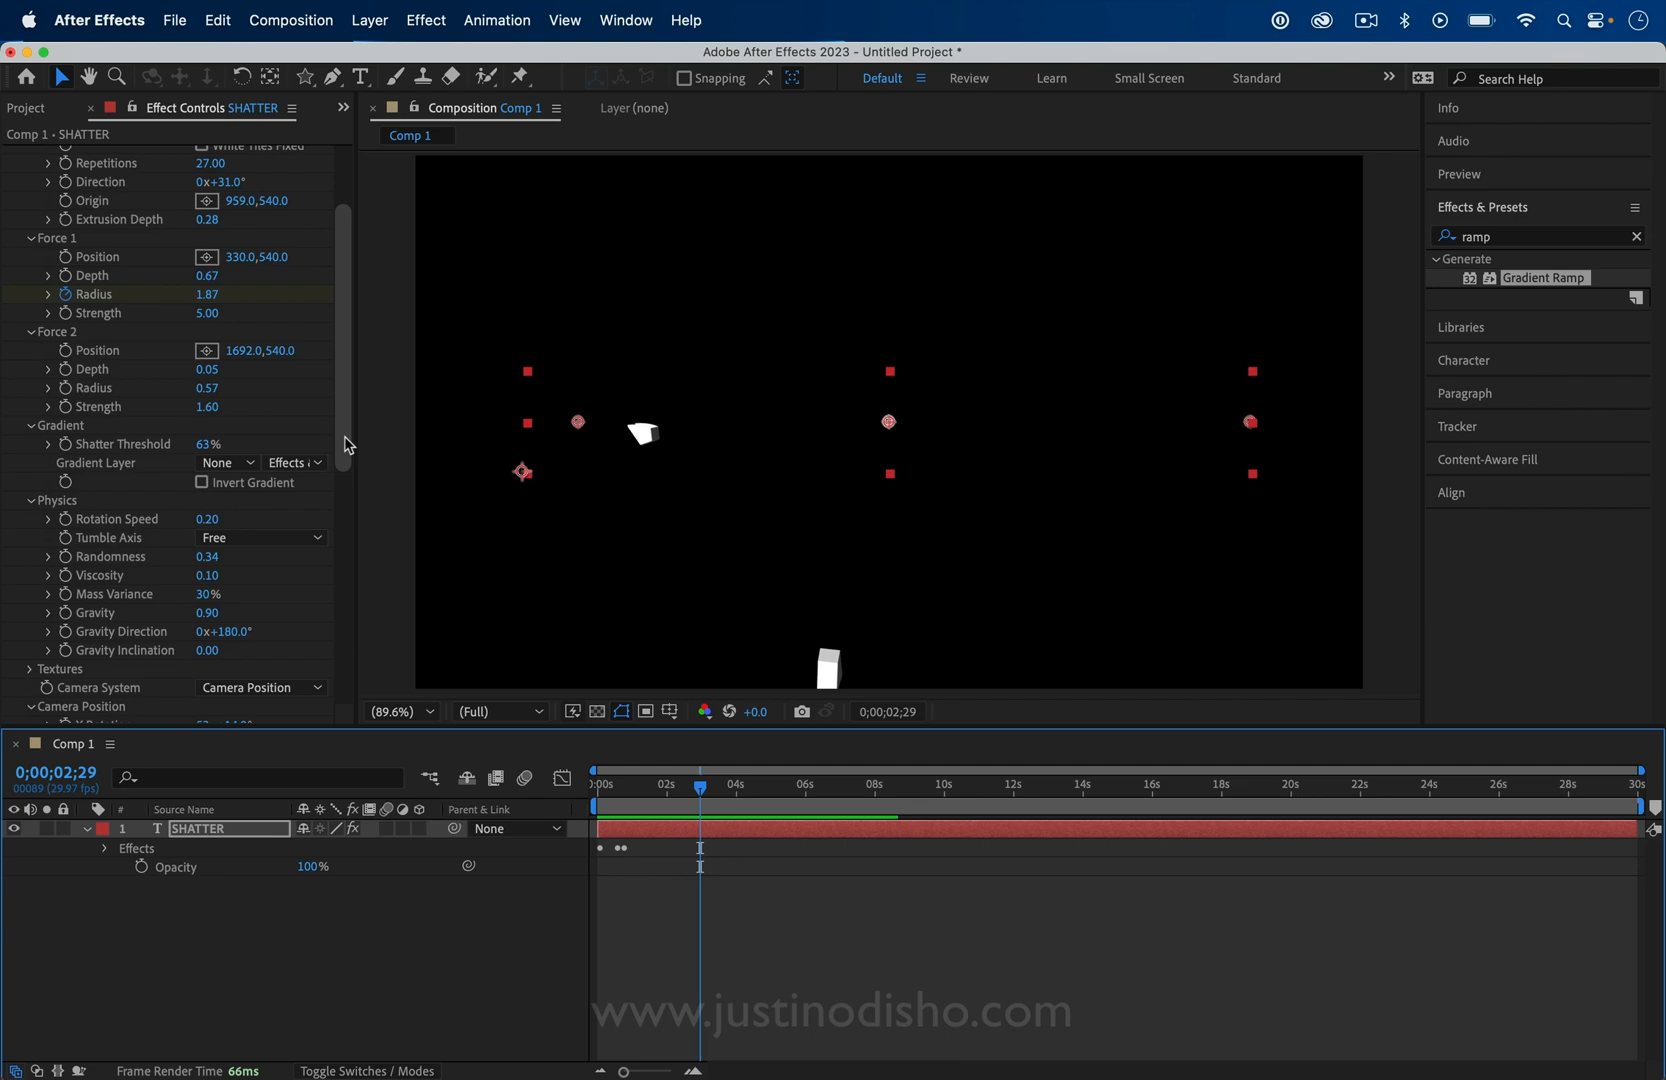 After Effects File Edit Composition Layer Effect Animation View Window Help
Adobe After Effects 2023 - Untitled Project *
Snapping Default Review Learn Small Screen Standard Search Help
Project Effect Controls SHATTER Composition Comp 1 Layer (none) Info
Comp 1 • SHATTER
Comp 1
White Tiles Fixed
Repetitions 27.00
Direction 0x+31.0°
Origin 959.0,540.0
Extrusion Depth 0.28
Force 1
Position 330.0,540.0
Depth 0.67
Radius 1.87
Strength 5.00
Force 2
Position 1692.0,540.0
Depth 0.05
Radius 0.57
Strength 1.60
Gradient
Shatter Threshold 63%
Gradient Layer None Effects
Invert Gradient
Physics
Rotation Speed 0.20
Tumble Axis Free
Randomness 0.34
Viscosity 0.10
Mass Variance 30%
Gravity 0.90
Gravity Direction 0x+180.0°
Gravity Inclination 0.00
Textures
Camera System Camera Position
Camera Position
Audio
Preview
Effects & Presets
ramp
Generate
32 Gradient Ramp
Libraries
Character
Paragraph
Tracker
Content-Aware Fill
Align
(89.6%) (Full) +0.0 0;00;02;29
Comp 1
0;00;02;29
00089 (29.97 fps)
:00s 02s 04s 06s 08s 10s 12s 14s 16s 18s 20s 22s 24s 26s 28s 30s
# Source Name fx Parent & Link
1 T SHATTER fx None
Effects
Opacity 100%
www.justinodisho.com
Frame Render Time 66ms Toggle Switches / Modes